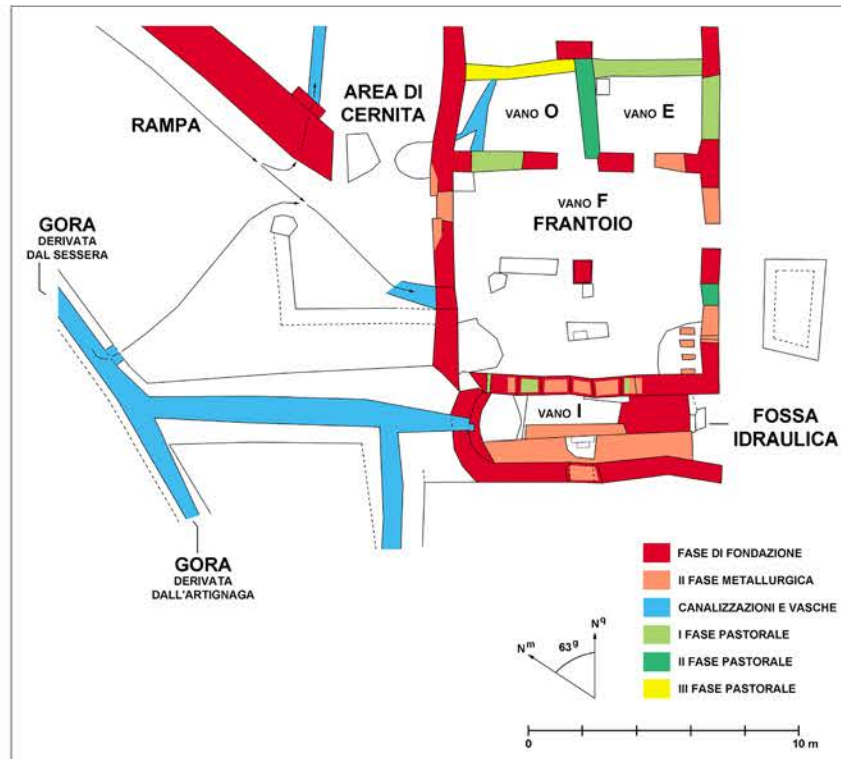 RAMPA
AREA DI
CERNITA
VANO O
VANO E
VANO F
FRANTOIO
GORA
DERIVATA
DAL SESSERA
VANO I
FOSSA
IDRAULICA
GORA
DERIVATA
DALL'ARTIGNAGA
FASE DI FONDAZIONE
II FASE METALLURGICA
CANALIZZAZIONI E VASCHE
I FASE PASTORALE
II FASE PASTORALE
III FASE PASTORALE
Nm
63g
Nq
0
10 m